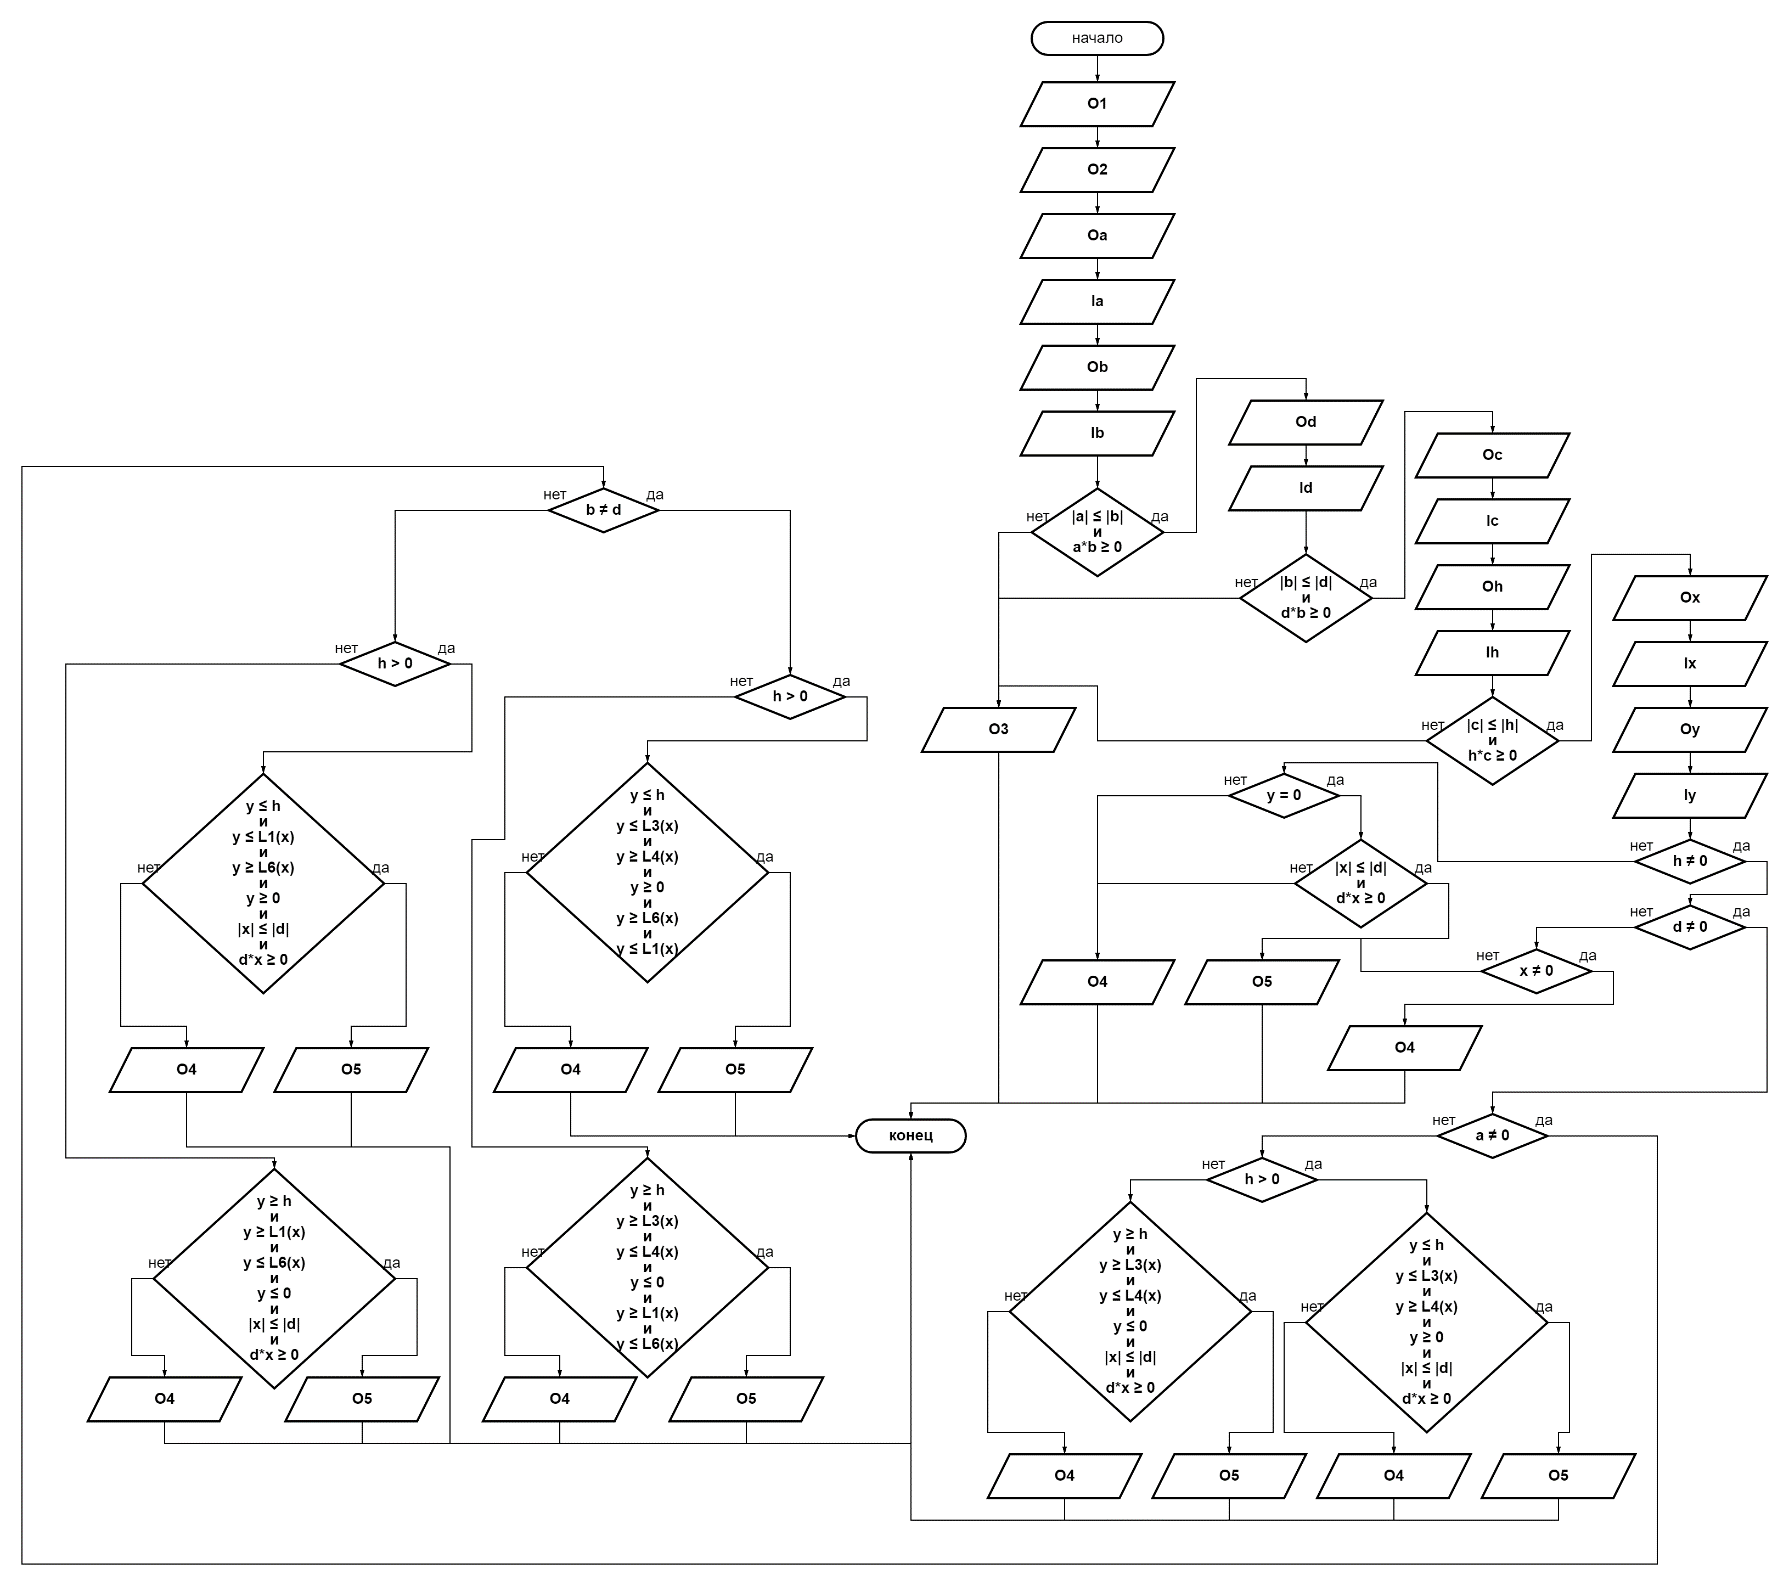 начало
O1
O2
Oa
Ia
Ob
Ib
нет
|a| ≤ |b|
и
a*b ≥ 0
да
Od
Id
нет
|b| ≤ |d|
и
d*b ≥ 0
да
Oc
Ic
Oh
Ih
нет
|c| ≤ |h|
и
h*c ≥ 0
да
Ox
Ix
Oy
Iy
нет
h ≠ 0
да
нет
d ≠ 0
да
нет
x ≠ 0
да
O4
O3
нет
y = 0
да
нет
|x| ≤ |d|
и
d*x ≥ 0
да
O4
O5
конец
нет
b ≠ d
да
нет
h > 0
да
нет
h > 0
да
нет
y ≤ h
и
y ≤ L1(x)
и
y ≥ L6(x)
и
y ≥ 0
и
|x| ≤ |d|
и
d*x ≥ 0
да
O4
O5
нет
y ≤ h
и
y ≤ L3(x)
и
y ≥ L4(x)
и
y ≥ 0
и
y ≥ L6(x)
и
y ≤ L1(x)
да
O4
O5
нет
y ≥ h
и
y ≥ L1(x)
и
y ≤ L6(x)
и
y ≤ 0
и
|x| ≤ |d|
и
d*x ≥ 0
да
O4
O5
нет
y ≥ h
и
y ≥ L3(x)
и
y ≤ L4(x)
и
y ≤ 0
и
y ≥ L1(x)
и
y ≤ L6(x)
да
O4
O5
нет
a ≠ 0
да
нет
h > 0
да
нет
y ≥ h
и
y ≥ L3(x)
и
y ≤ L4(x)
и
y ≤ 0
и
|x| ≤ |d|
и
d*x ≥ 0
да
O4
O5
нет
y ≤ h
и
y ≤ L3(x)
и
y ≥ L4(x)
и
y ≥ 0
и
|x| ≤ |d|
и
d*x ≥ 0
да
O4
O5